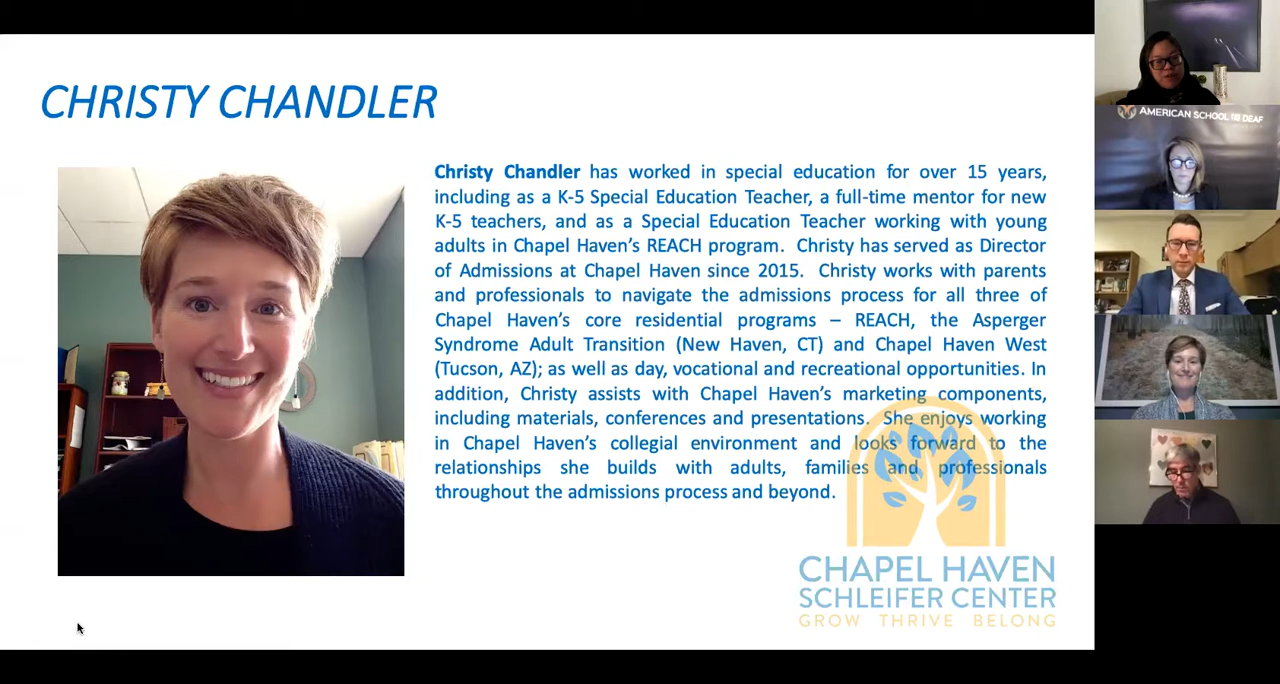 CHRISTY CHANDLER
Christy Chandler has worked in special education for over 15 years,
including as a K-5 Special Education Teacher, a full-time mentor for new
K-5 teachers, and as a Special Education Teacher working with young
adults in Chapel Haven’s REACH program. Christy has served as Director
of Admissions at Chapel Haven since 2015. Christy works with parents
and professionals to navigate the admissions process for all three of
Chapel Haven’s core residential programs – REACH, the Asperger
Syndrome Adult Transition (New Haven, CT) and Chapel Haven West
(Tucson, AZ); as well as day, vocational and recreational opportunities. In
addition, Christy assists with Chapel Haven’s marketing components,
including materials, conferences and presentations. She enjoys working
in Chapel Haven’s collegial environment and looks forward to the
relationships she builds with adults, families and professionals
throughout the admissions process and beyond.
CHAPEL HAVEN
SCHLEIFER CENTER
GROW THRIVE BELONG
AMERICAN SCHOOL FOR THE DEAF